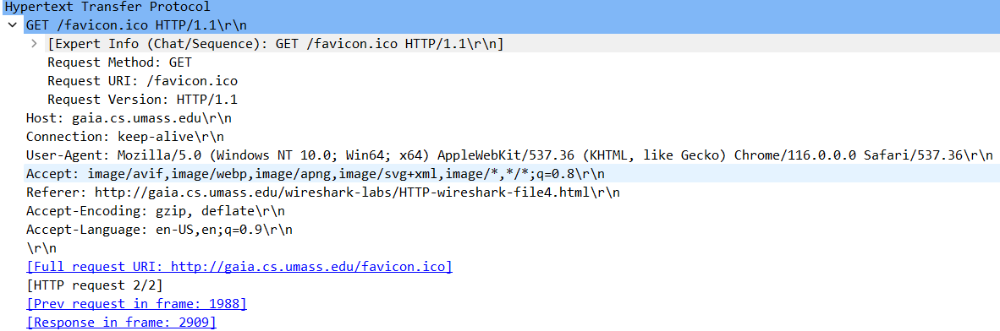 Hypertext Transfer Protocol
GET /favicon.ico HTTP/1.1\r\n
[Expert Info (Chat/Sequence): GET /favicon.ico HTTP/1.1\r\n]
Request Method: GET
Request URI: /favicon.ico
Request Version: HTTP/1.1
Host: gaia.cs.umass.edu\r\n
Connection: keep-alive\r\n
User-Agent: Mozilla/5.0 (Windows NT 10.0; Win64; x64) AppleWebKit/537.36 (KHTML, like Gecko) Chrome/116.0.0.0 Safari/537.36\r\n
Accept: image/avif,image/webp,image/apng,image/svg+xml,image/*,*/*;q=0.8\r\n
Referer: http://gaia.cs.umass.edu/wireshark-labs/HTTP-wireshark-file4.html\r\n
Accept-Encoding: gzip, deflate\r\n
Accept-Language: en-US,en;q=0.9\r\n
\r\n
[Full request URI: http://gaia.cs.umass.edu/favicon.ico]
[HTTP request 2/2]
[Prev request in frame: 1988]
[Response in frame: 2909]